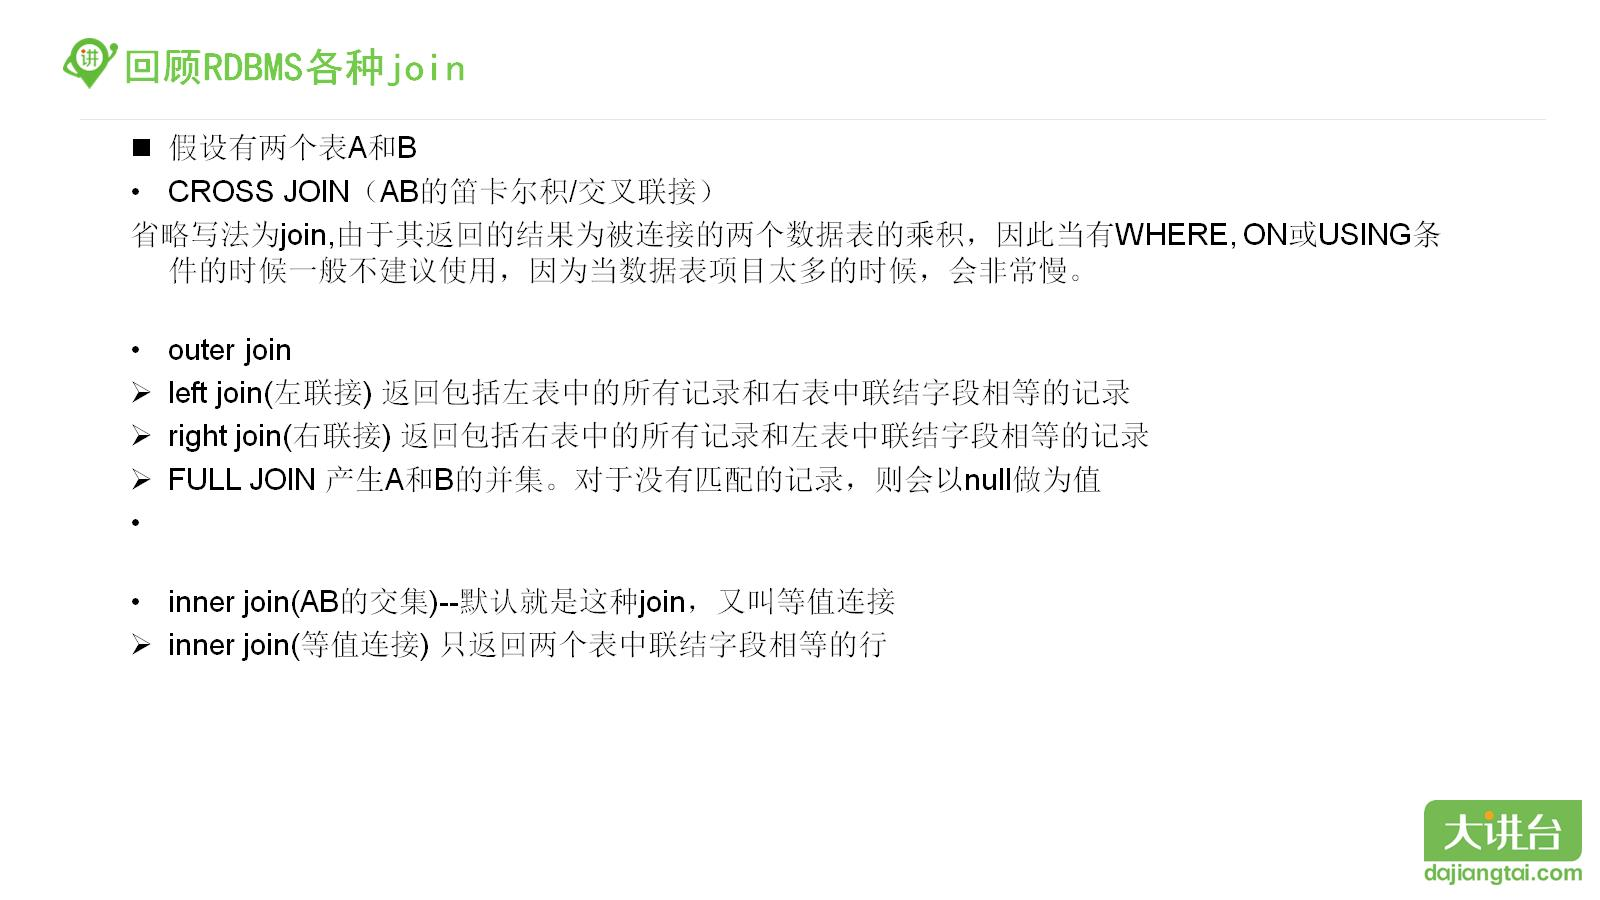 讲
回顾RDBMS各种join
■ 假设有两个表A和B
• CROSS JOIN（AB的笛卡尔积/交叉联接）
省略写法为join,由于其返回的结果为被连接的两个数据表的乘积，因此当有WHERE, ON或USING条
件的时候一般不建议使用，因为当数据表项目太多的时候，会非常慢。
• outer join
➢ left join(左联接) 返回包括左表中的所有记录和右表中联结字段相等的记录
➢ right join(右联接) 返回包括右表中的所有记录和左表中联结字段相等的记录
➢ FULL JOIN 产生A和B的并集。对于没有匹配的记录，则会以null做为值
•
• inner join(AB的交集)--默认就是这种join，又叫等值连接
➢ inner join(等值连接) 只返回两个表中联结字段相等的行
大讲台
dajiangtai.com